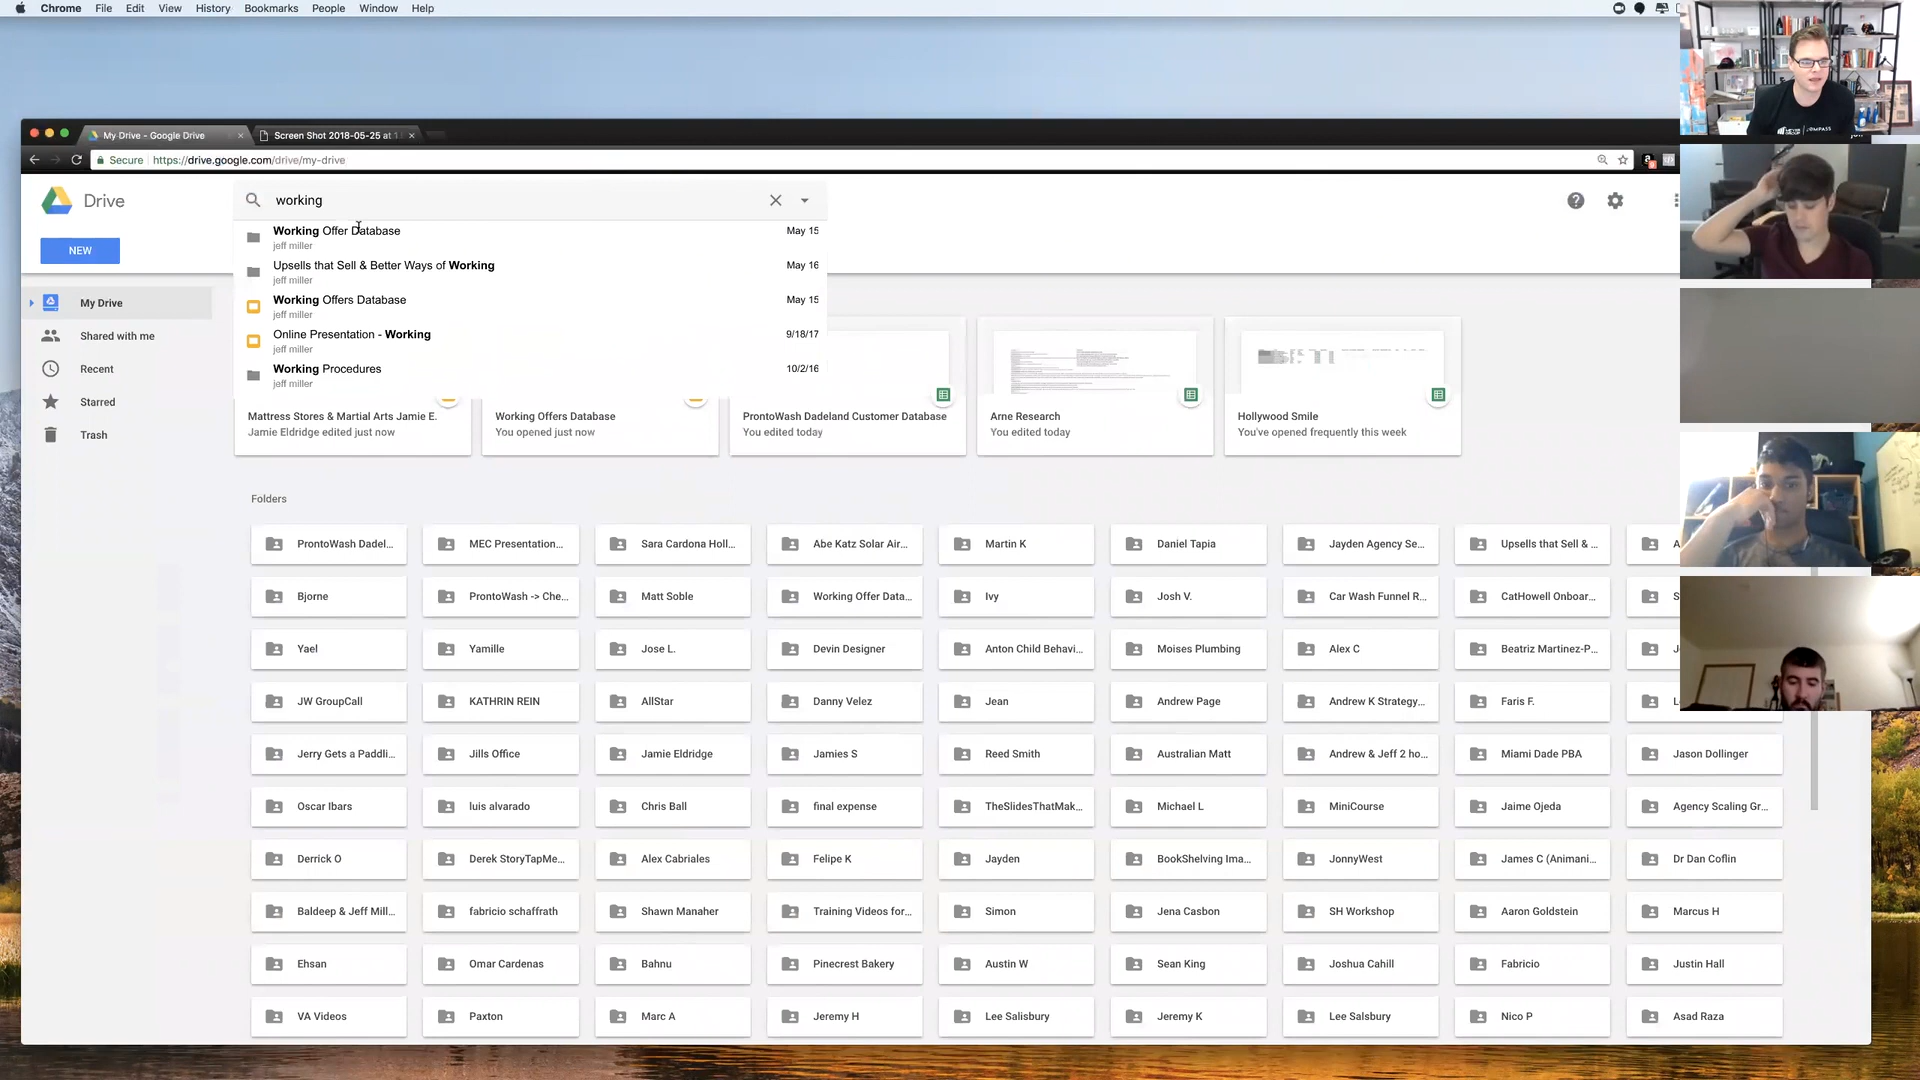 Chrome File Edit View History Bookmarks People Window Help
My Drive - Google Drive
Screen Shot 2018-05-25 at 1
Secure https://drive.google.com/drive/my-drive
Drive
working
NEW
Working Offer Database May 15
jeff miller
Upsells that Sell & Better Ways of Working May 16
jeff miller
Working Offers Database May 15
jeff miller
Online Presentation - Working 9/18/17
jeff miller
Working Procedures 10/2/16
jeff miller
My Drive
Shared with me
Recent
Starred
Trash
Mattress Stores & Martial Arts Jamie E.
Jamie Eldridge edited just now
Working Offers Database
You opened just now
ProntoWash Dadeland Customer Database
You edited today
Arne Research
You edited today
Hollywood Smile
You've opened frequently this week
Folders
ProntoWash Dadel... MEC Presentation... Sara Cardona Holl... Abe Katz Solar Air... Martin K Daniel Tapia Jayden Agency Se... Upsells that Sell & ... A
Bjorne ProntoWash -> Che... Matt Soble Working Offer Data... Ivy Josh V. Car Wash Funnel R... CatHowell Onboar... S
Yael Yamille Jose L. Devin Designer Anton Child Behavi... Moises Plumbing Alex C Beatriz Martinez-P... J
JW GroupCall KATHRIN REIN AllStar Danny Velez Jean Andrew Page Andrew K Strategy... Faris F. L
Jerry Gets a Paddli... Jills Office Jamie Eldridge Jamies S Reed Smith Australian Matt Andrew & Jeff 2 ho... Miami Dade PBA Jason Dollinger
Oscar Ibars luis alvarado Chris Ball final expense TheSlidesThatMak... Michael L MiniCourse Jaime Ojeda Agency Scaling Gr...
Derrick O Derek StoryTapMe... Alex Cabriales Felipe K Jayden BookShelving Ima... JonnyWest James C (Animani... Dr Dan Coflin
Baldeep & Jeff Mill... fabricio schaffrath Shawn Manaher Training Videos for... Simon Jena Casbon SH Workshop Aaron Goldstein Marcus H
Ehsan Omar Cardenas Bahnu Pinecrest Bakery Austin W Sean King Joshua Cahill Fabricio Justin Hall
VA Videos Paxton Marc A Jeremy H Lee Salisbury Jeremy K Lee Salsbury Nico P Asad Raza